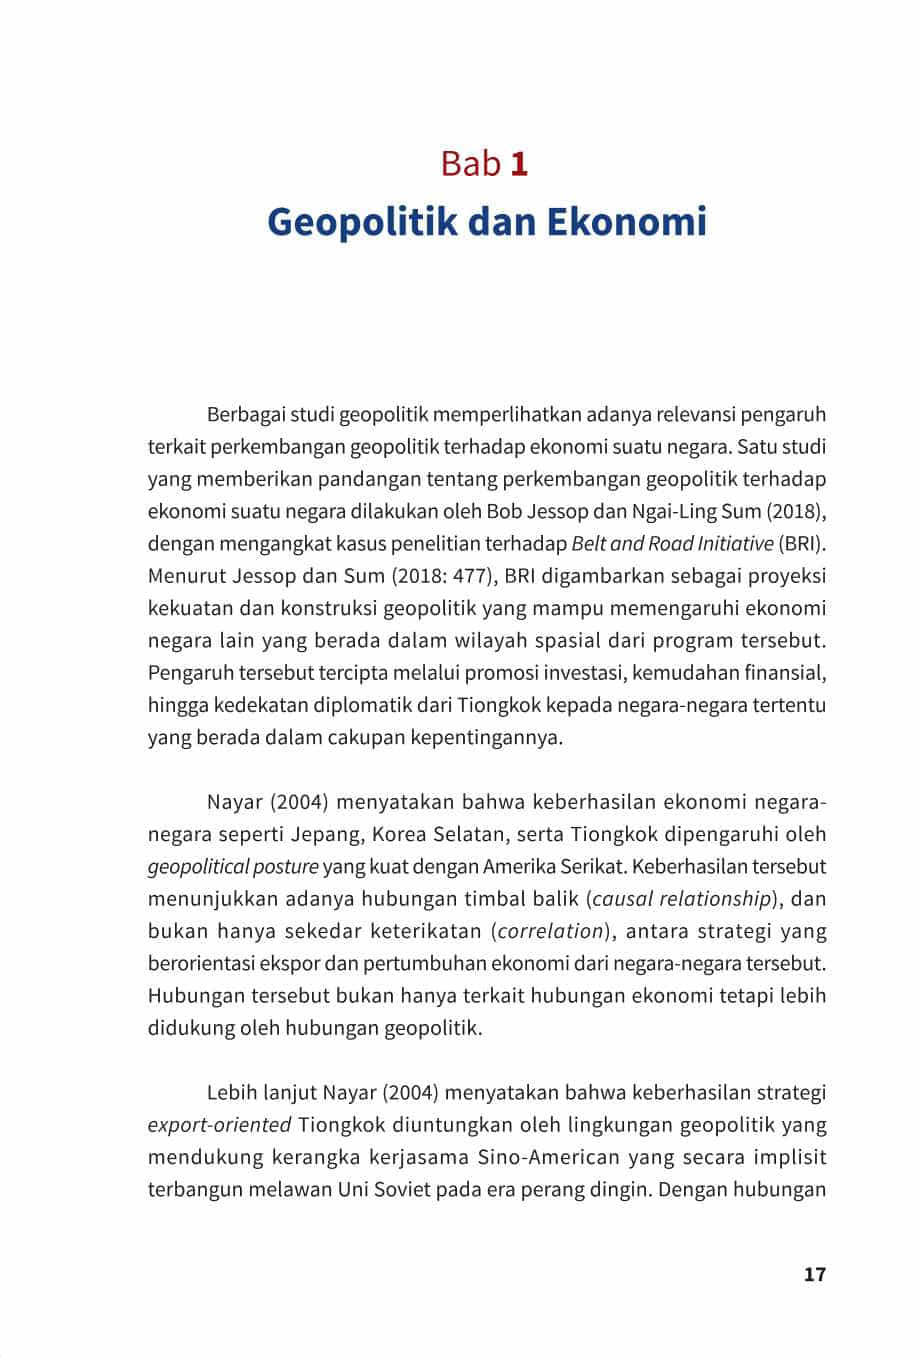 Bab 1
Geopolitik dan Ekonomi
Berbagai studi geopolitik memperlihatkan adanya relevansi pengaruh
terkait perkembangan geopolitik terhadap ekonomi suatu negara. Satu studi
yang memberikan pandangan tentang perkembangan geopolitik terhadap
ekonomi suatu negara dilakukan oleh Bob Jessop dan Ngai-Ling Sum (2018),
dengan mengangkat kasus penelitian terhadap Belt and Road Initiative (BRI).
Menurut Jessop dan Sum (2018: 477), BRI digambarkan sebagai proyeksi
kekuatan dan konstruksi geopolitik yang mampu memengaruhi ekonomi
negara lain yang berada dalam wilayah spasial dari program tersebut.
Pengaruh tersebut tercipta melalui promosi investasi, kemudahan finansial,
hingga kedekatan diplomatik dari Tiongkok kepada negara-negara tertentu
yang berada dalam cakupan kepentingannya.
Nayar (2004) menyatakan bahwa keberhasilan ekonomi negara-
negara seperti Jepang, Korea Selatan, serta Tiongkok dipengaruhi oleh
geopolitical posture yang kuat dengan Amerika Serikat. Keberhasilan tersebut
menunjukkan adanya hubungan timbal balik (causal relationship), dan
bukan hanya sekedar keterikatan (correlation), antara strategi yang
berorientasi ekspor dan pertumbuhan ekonomi dari negara-negara tersebut.
Hubungan tersebut bukan hanya terkait hubungan ekonomi tetapi lebih
didukung oleh hubungan geopolitik.
Lebih lanjut Nayar (2004) menyatakan bahwa keberhasilan strategi
export-oriented Tiongkok diuntungkan oleh lingkungan geopolitik yang
mendukung kerangka kerjasama Sino-American yang secara implisit
terbangun melawan Uni Soviet pada era perang dingin. Dengan hubungan
17